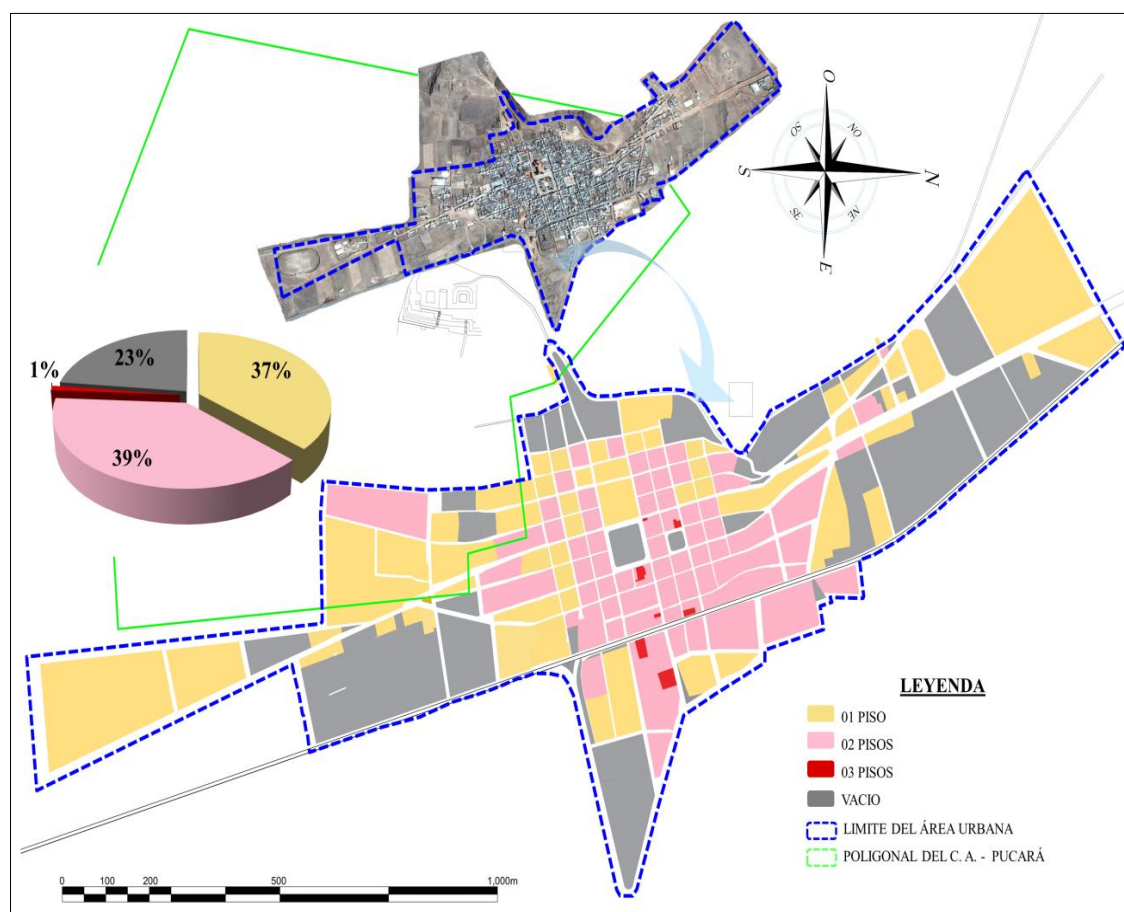 O
SO
NO
S
N
SE
NE
E
1%
23%
37%
39%
LEYENDA
01 PISO
02 PISOS
03 PISOS
VACIO
LIMITE DEL ÁREA URBANA
POLIGONAL DEL C. A. - PUCARÁ
0 100 200 500 1,000m